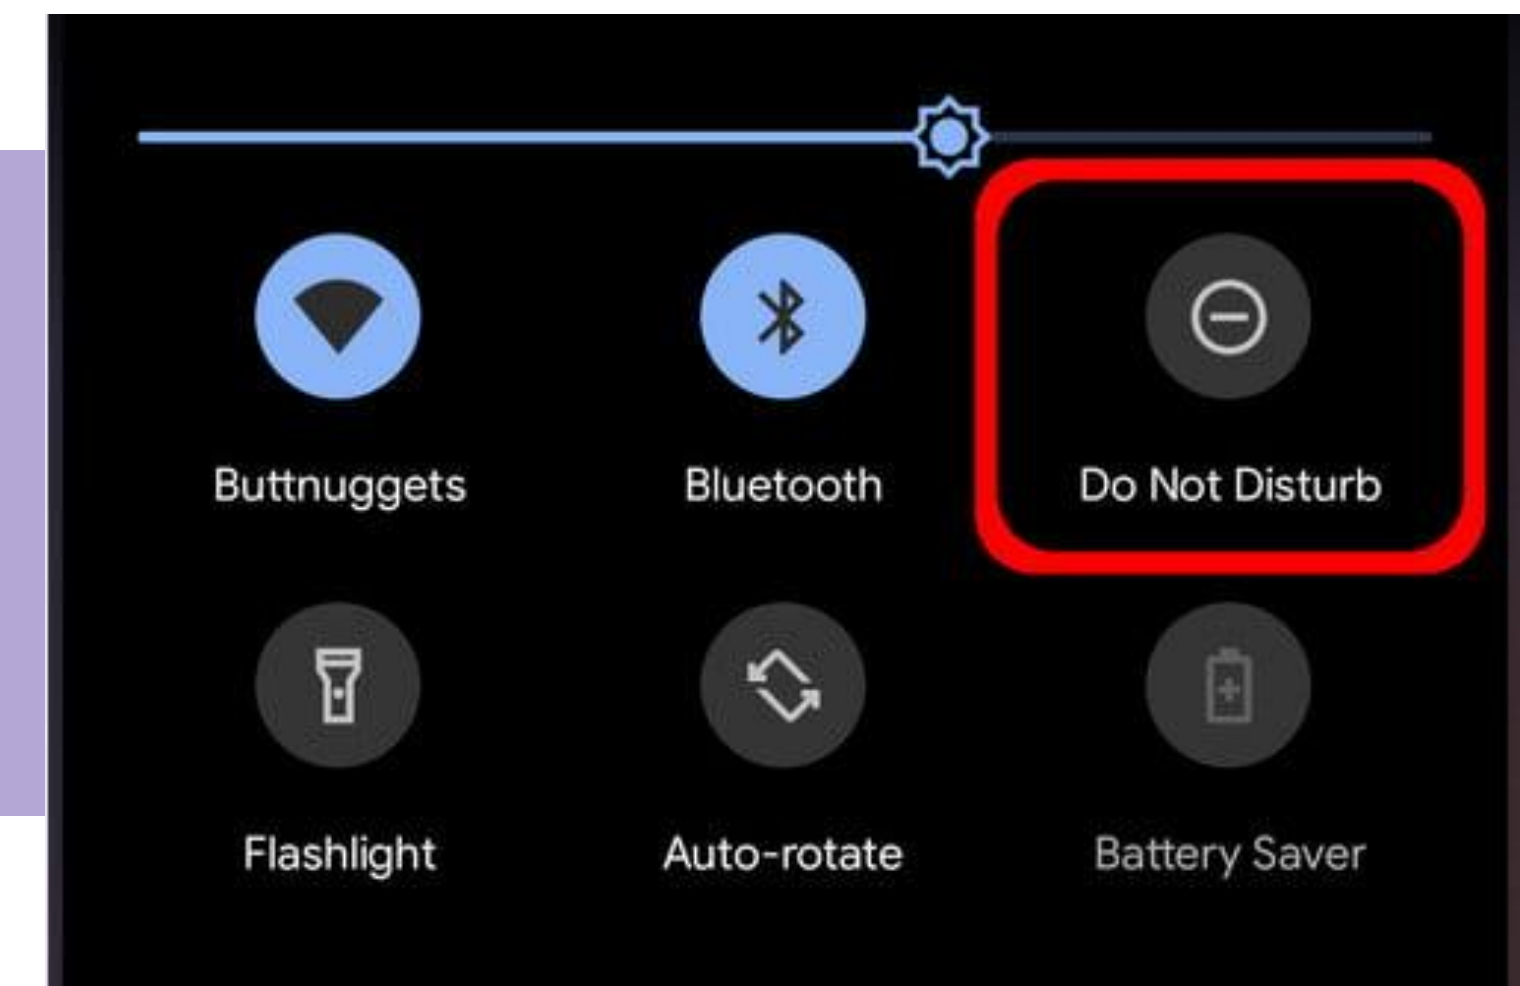 Buttnuggets
Bluetooth
Do Not Disturb
Flashlight
Auto-rotate
Battery Saver